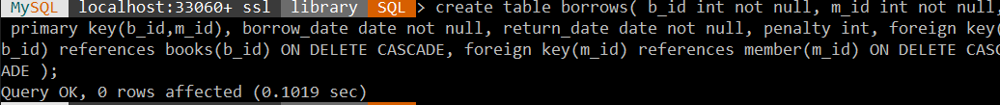 MySQL localhost:33060+ ssl library SQL > create table borrows( b_id int not null, m_id int not null,
primary key(b_id,m_id), borrow_date date not null, return_date date not null, penalty int, foreign key(
b_id) references books(b_id) ON DELETE CASCADE, foreign key(m_id) references member(m_id) ON DELETE CASC
ADE );
Query OK, 0 rows affected (0.1019 sec)